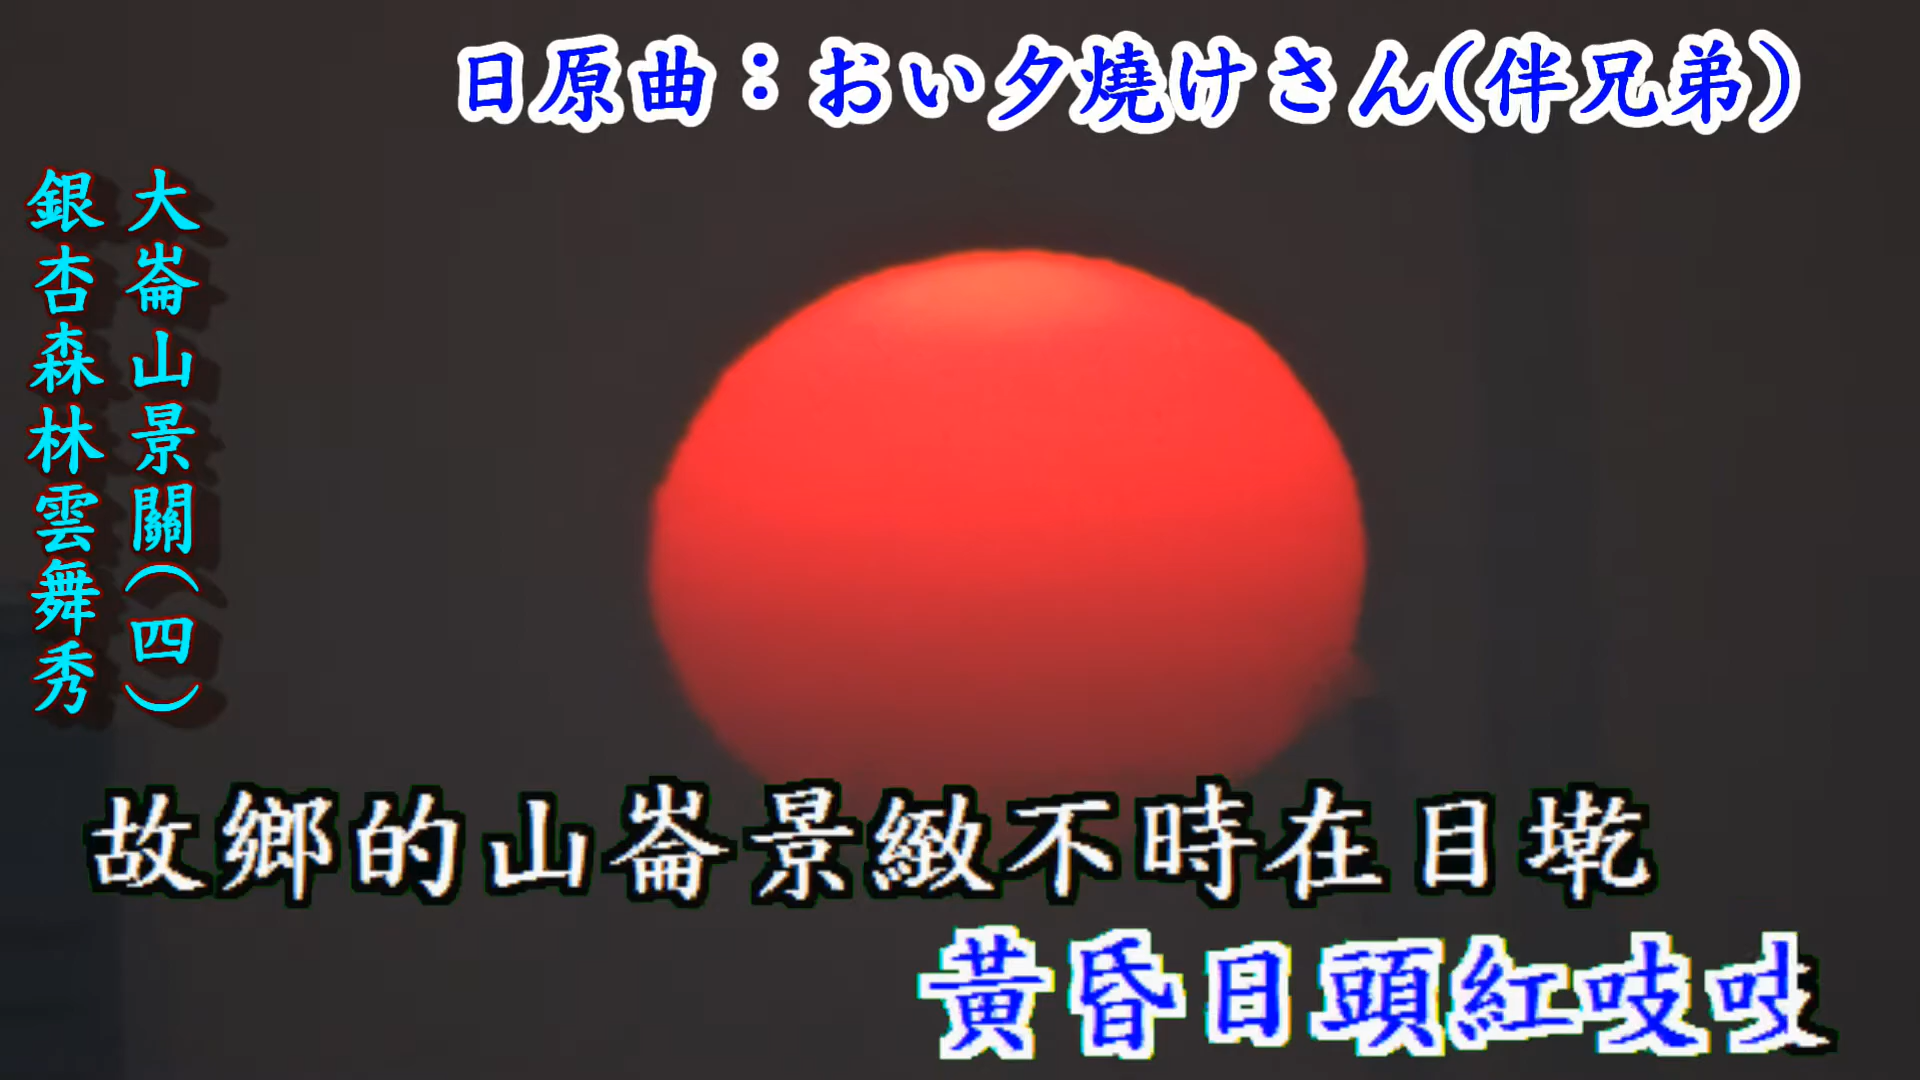 日原曲：おい夕燒けさん(伴兄弟)
大崙山景關(四)
銀杏森林雲舞秀
故鄉的山崙景緻不時在目墘
黃昏日頭紅吱吱